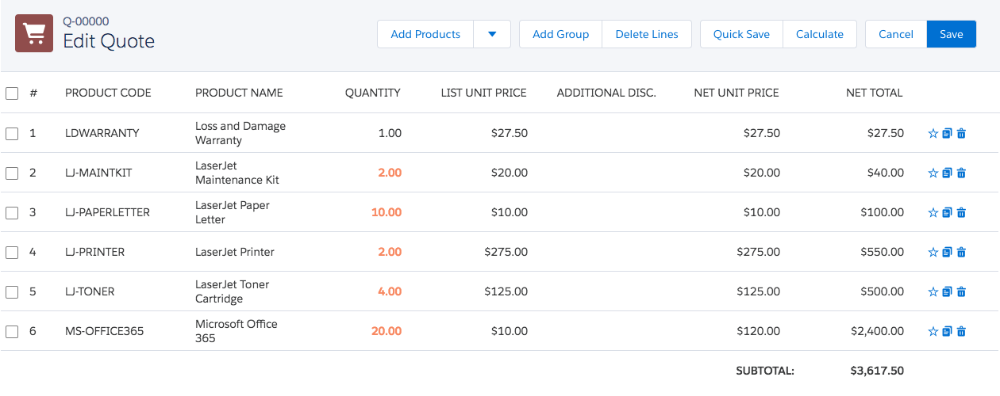 Q-00000
Edit Quote
Add Products Add Group Delete Lines Quick Save Calculate Cancel Save
# PRODUCT CODE PRODUCT NAME QUANTITY LIST UNIT PRICE ADDITIONAL DISC. NET UNIT PRICE NET TOTAL
1 LDWARRANTY Loss and Damage Warranty 1.00 $27.50 $27.50 $27.50
2 LJ-MAINTKIT LaserJet Maintenance Kit 2.00 $20.00 $20.00 $40.00
3 LJ-PAPERLETTER LaserJet Paper Letter 10.00 $10.00 $10.00 $100.00
4 LJ-PRINTER LaserJet Printer 2.00 $275.00 $275.00 $550.00
5 LJ-TONER LaserJet Toner Cartridge 4.00 $125.00 $125.00 $500.00
6 MS-OFFICE365 Microsoft Office 365 20.00 $10.00 $120.00 $2,400.00
SUBTOTAL: $3,617.50